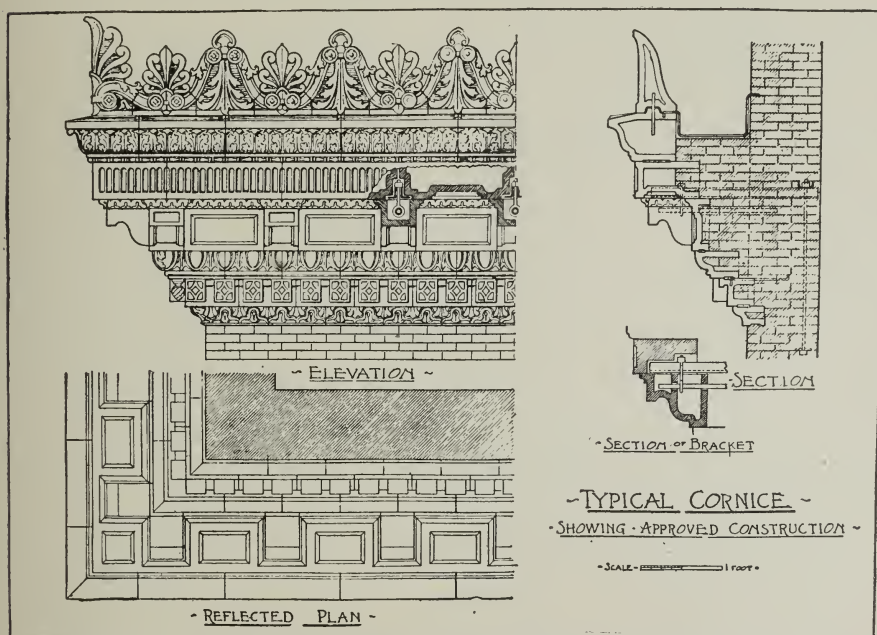 - ELEVATION -
- SECTION
- SECTION OF BRACKET
- TYPICAL CORNICE -
- SHOWING · APPROVED CONSTRUCTION -
- SCALE - 1 FOOT -
- REFLECTED PLAN -